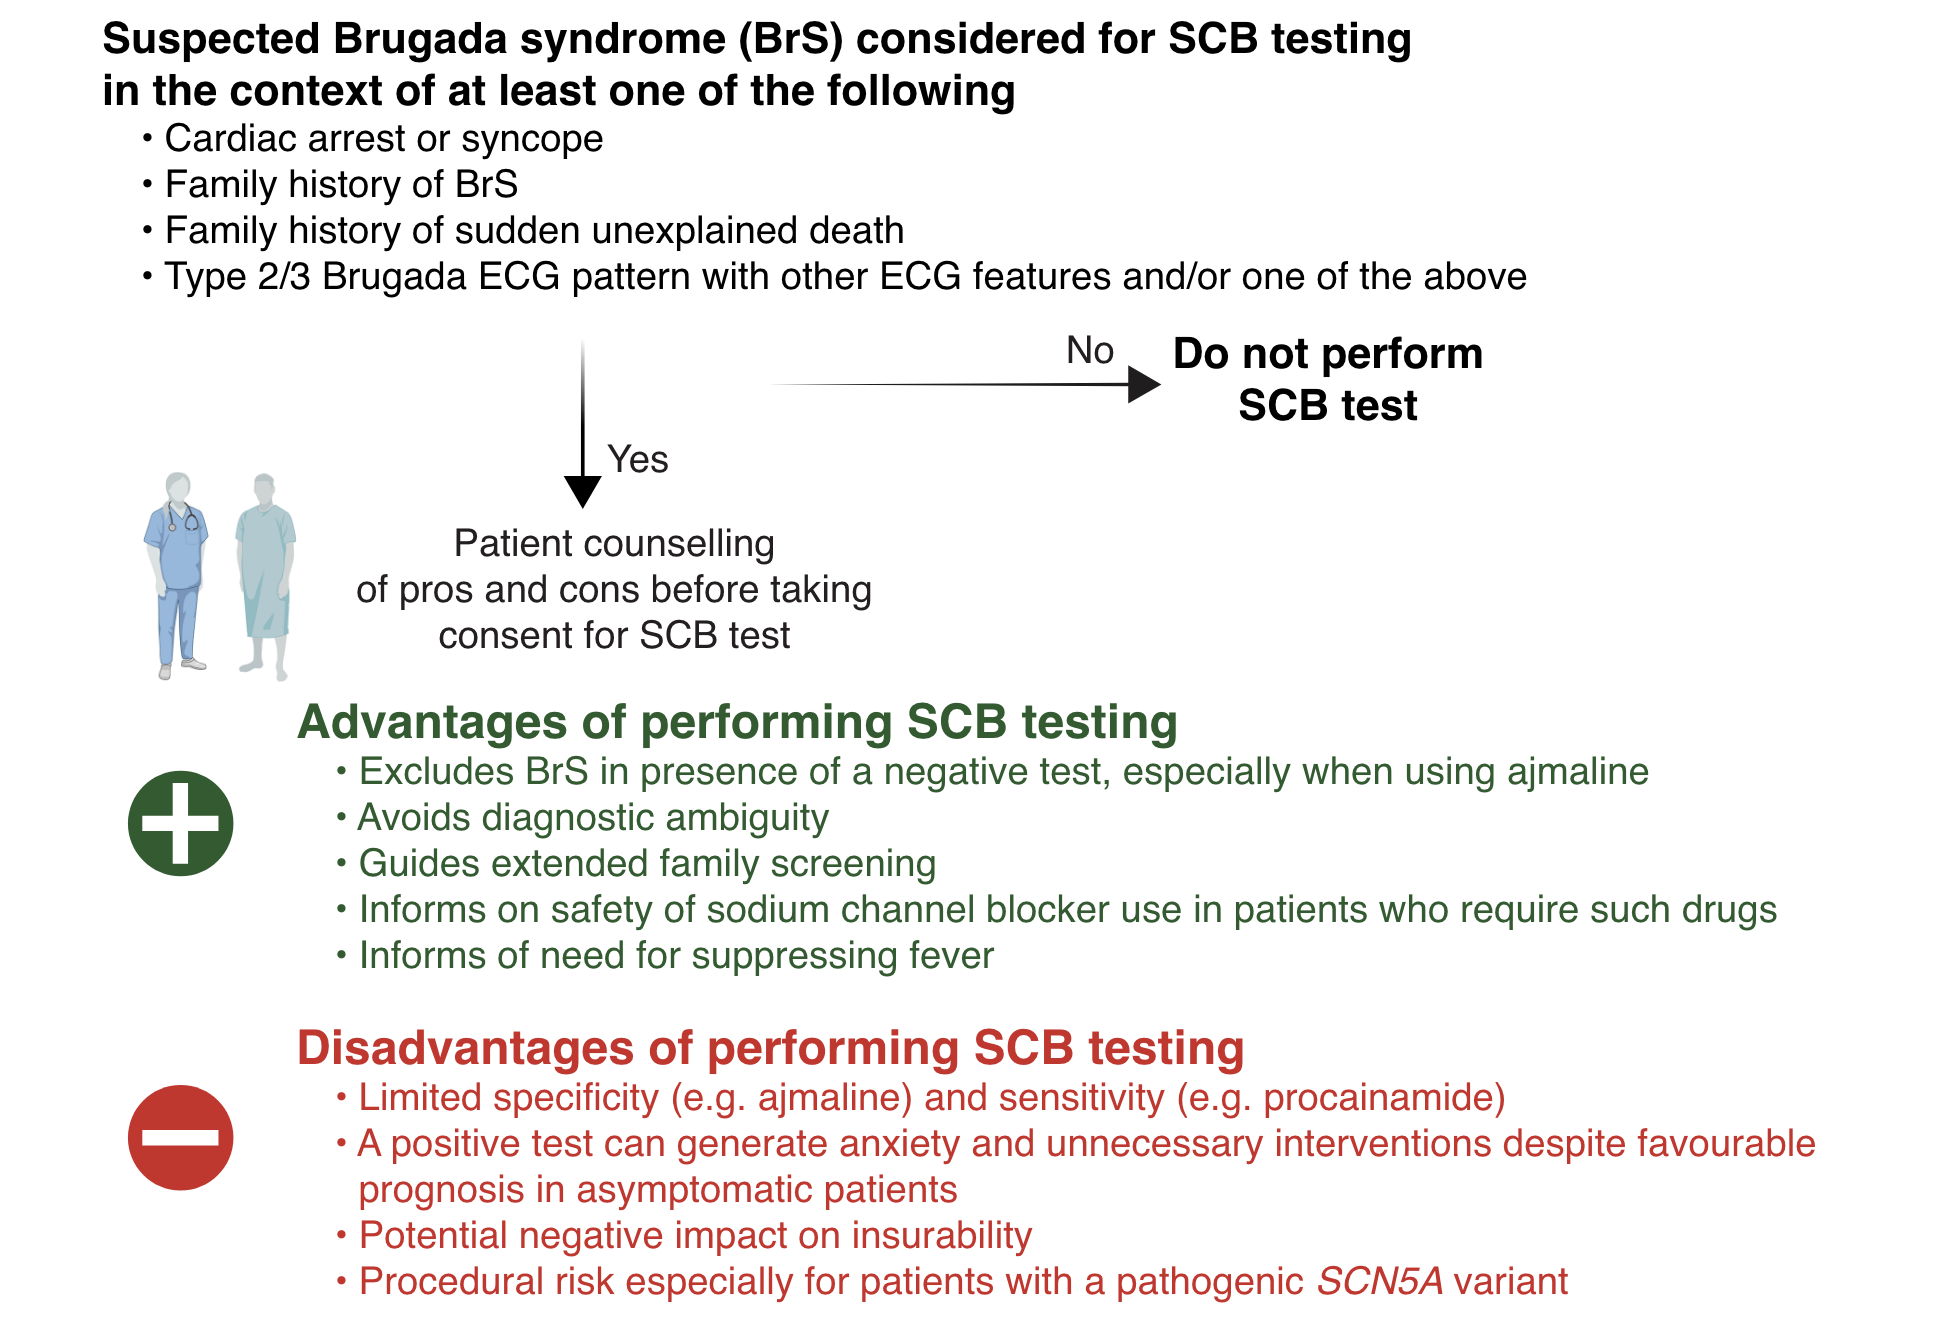 Suspected Brugada syndrome (BrS) considered for SCB testing
in the context of at least one of the following
• Cardiac arrest or syncope
• Family history of BrS
• Family history of sudden unexplained death
• Type 2/3 Brugada ECG pattern with other ECG features and/or one of the above
No
Do not perform
SCB test
Yes
Patient counselling
of pros and cons before taking
consent for SCB test
Advantages of performing SCB testing
• Excludes BrS in presence of a negative test, especially when using ajmaline
• Avoids diagnostic ambiguity
• Guides extended family screening
• Informs on safety of sodium channel blocker use in patients who require such drugs
• Informs of need for suppressing fever
Disadvantages of performing SCB testing
• Limited specificity (e.g. ajmaline) and sensitivity (e.g. procainamide)
• A positive test can generate anxiety and unnecessary interventions despite favourable
prognosis in asymptomatic patients
• Potential negative impact on insurability
• Procedural risk especially for patients with a pathogenic SCN5A variant